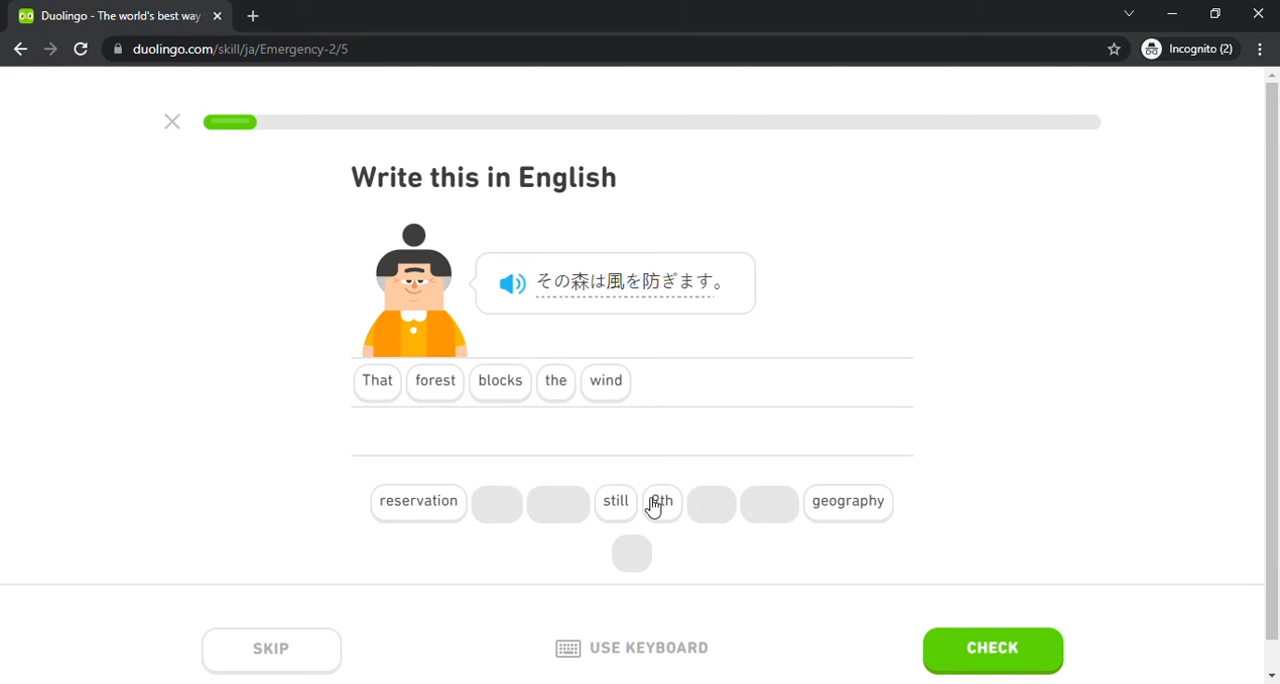 Duolingo - The world's best way
duolingo.com/skill/ja/Emergency-2/5
Incognito (2)
Write this in English
その森は風を防ぎます。
That forest blocks the wind
reservation still geography
SKIP
USE KEYBOARD
CHECK